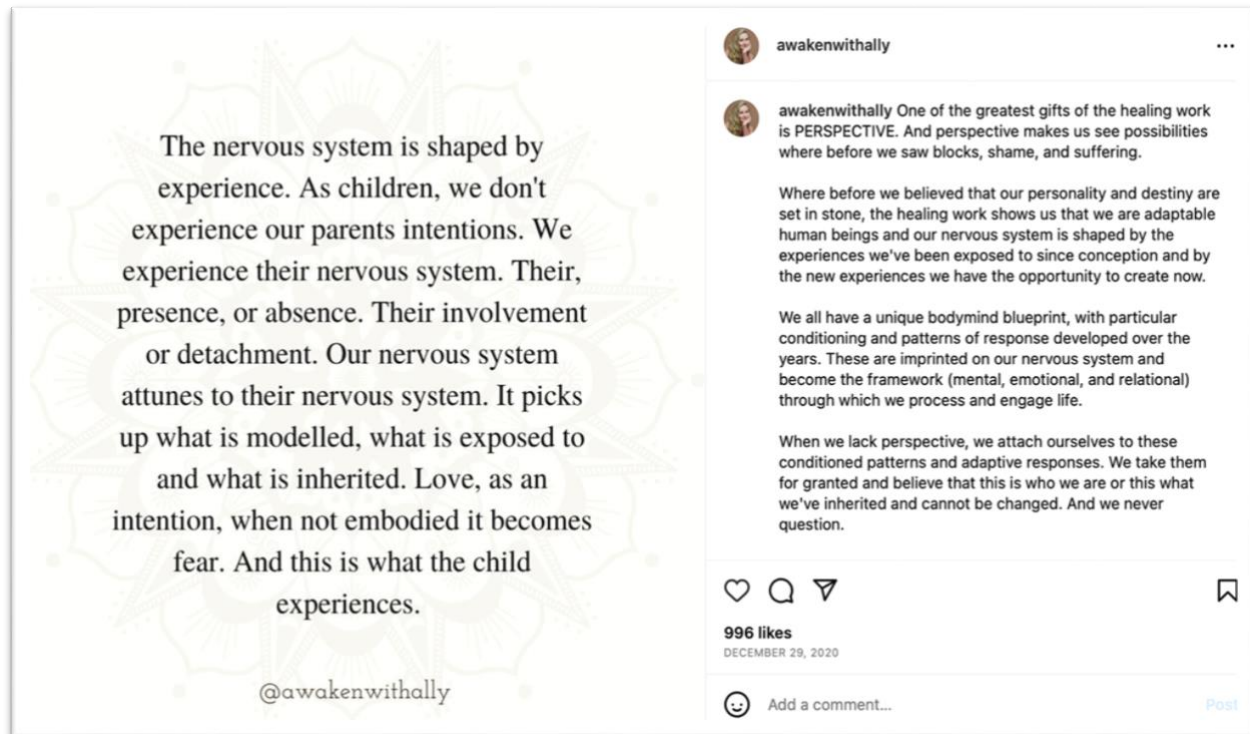 The nervous system is shaped by
experience. As children, we don't
experience our parents intentions. We
experience their nervous system. Their,
presence, or absence. Their involvement
or detachment. Our nervous system
attunes to their nervous system. It picks
up what is modelled, what is exposed to
and what is inherited. Love, as an
intention, when not embodied it becomes
fear. And this is what the child
experiences.
@awakenwithally
awakenwithally
awakenwithally One of the greatest gifts of the healing work
is PERSPECTIVE. And perspective makes us see possibilities
where before we saw blocks, shame, and suffering.
Where before we believed that our personality and destiny are
set in stone, the healing work shows us that we are adaptable
human beings and our nervous system is shaped by the
experiences we've been exposed to since conception and by
the new experiences we have the opportunity to create now.
We all have a unique bodymind blueprint, with particular
conditioning and patterns of response developed over the
years. These are imprinted on our nervous system and
become the framework (mental, emotional, and relational)
through which we process and engage life.
When we lack perspective, we attach ourselves to these
conditioned patterns and adaptive responses. We take them
for granted and believe that this is who we are or this what
we've inherited and cannot be changed. And we never
question.
996 likes
DECEMBER 29, 2020
Add a comment...
Post